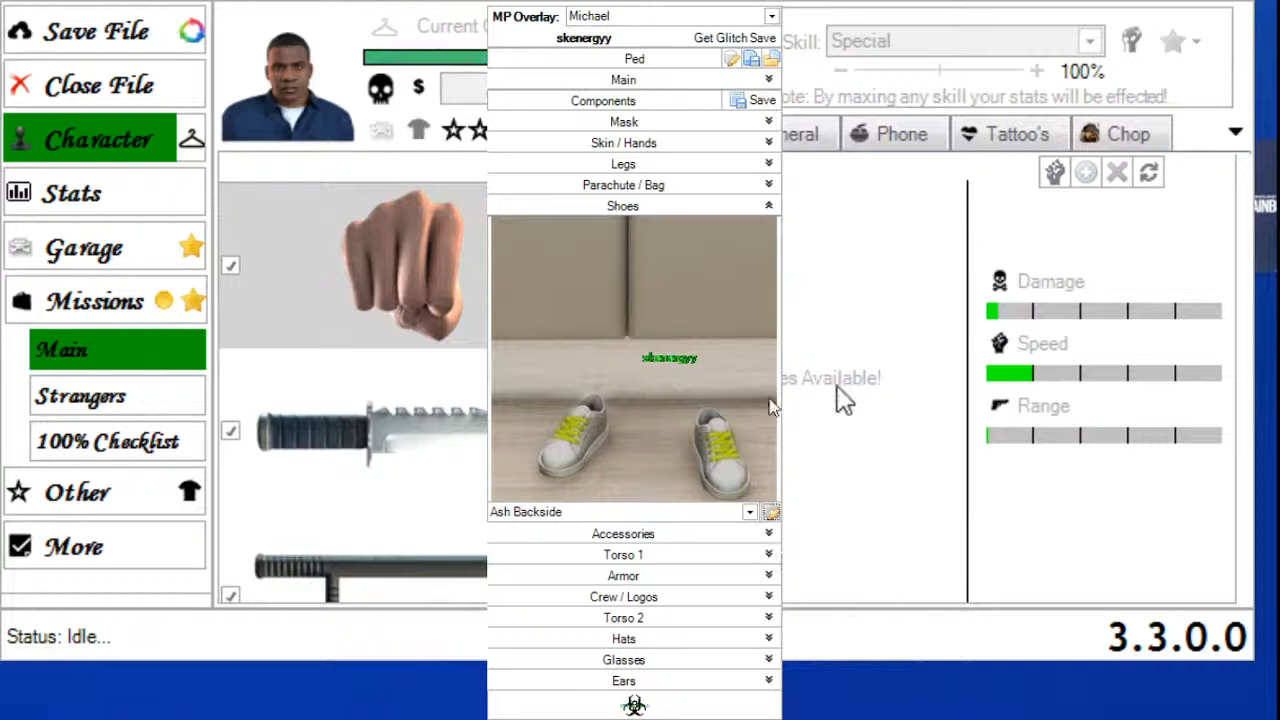 Save File
Close File
Character
Stats
Garage
Missions
Main
Strangers
100% Checklist
Other
More
Status: Idle...
Current
$
MP Overlay: Michael
skenergyy Get Glitch Save
Ped
Main
Components Save
Mask
Skin / Hands
Legs
Parachute / Bag
Shoes
skenergyy
Ash Backside
Accessories
Torso 1
Armor
Crew / Logos
Torso 2
Hats
Glasses
Ears
Skill: Special
100%
By maxing any skill your stats will be effected!
Phone Tattoo's Chop
Available!
Damage
Speed
Range
3.3.0.0